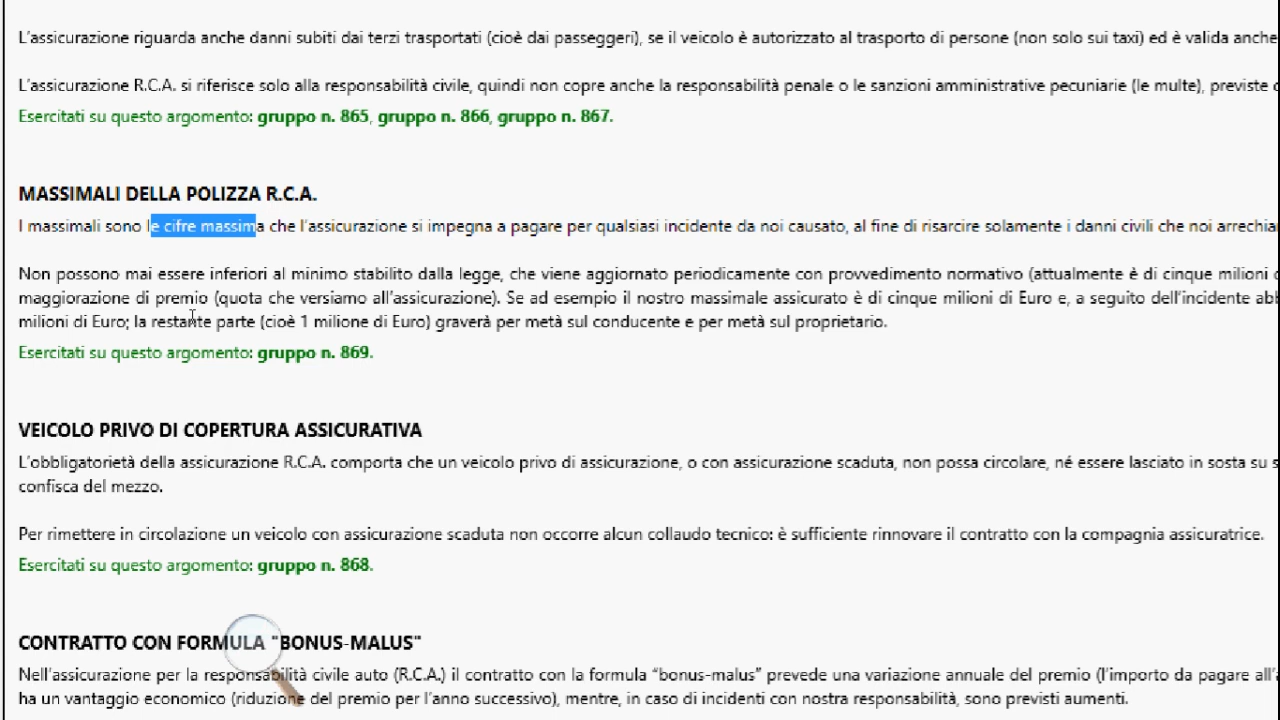 L'assicurazione riguarda anche danni subiti dai terzi trasportati (cioè dai passeggeri), se il veicolo è autorizzato al trasporto di persone (non solo sui taxi) ed è valida anche
L'assicurazione R.C.A. si riferisce solo alla responsabilità civile, quindi non copre anche la responsabilità penale o le sanzioni amministrative pecuniarie (le multe), previste
Esercitati su questo argomento: gruppo n. 865, gruppo n. 866, gruppo n. 867.
MASSIMALI DELLA POLIZZA R.C.A.
I massimali sono le cifre massima che l'assicurazione si impegna a pagare per qualsiasi incidente da noi causato, al fine di risarcire solamente i danni civili che noi
Non possono mai essere inferiori al minimo stabilito dalla legge, che viene aggiornato periodicamente con provvedimento normativo (attualmente è di cinque milioni
maggiorazione di premio (quota che versiamo all'assicurazione). Se ad esempio il nostro massimale assicurato è di cinque milioni di Euro e, a seguito dell'incidente
milioni di Euro; la restante parte (cioè 1 milione di Euro) graverà per metà sul conducente e per metà sul proprietario.
Esercitati su questo argomento: gruppo n. 869.
VEICOLO PRIVO DI COPERTURA ASSICURATIVA
L'obbligatorietà della assicurazione R.C.A. comporta che un veicolo privo di assicurazione, o con assicurazione scaduta, non possa circolare, né essere lasciato in sosta su
confisca del mezzo.
Per rimettere in circolazione un veicolo con assicurazione scaduta non occorre alcun collaudo tecnico: è sufficiente rinnovare il contratto con la compagnia assicuratrice.
Esercitati su questo argomento: gruppo n. 868.
CONTRATTO CON FORMULA "BONUS-MALUS"
Nell'assicurazione per la responsabilità civile auto (R.C.A.) il contratto con la formula "bonus-malus" prevede una variazione annuale del premio (l'importo da pagare
ha un vantaggio economico (riduzione del premio per l'anno successivo), mentre, in caso di incidenti con nostra responsabilità, sono previsti aumenti.